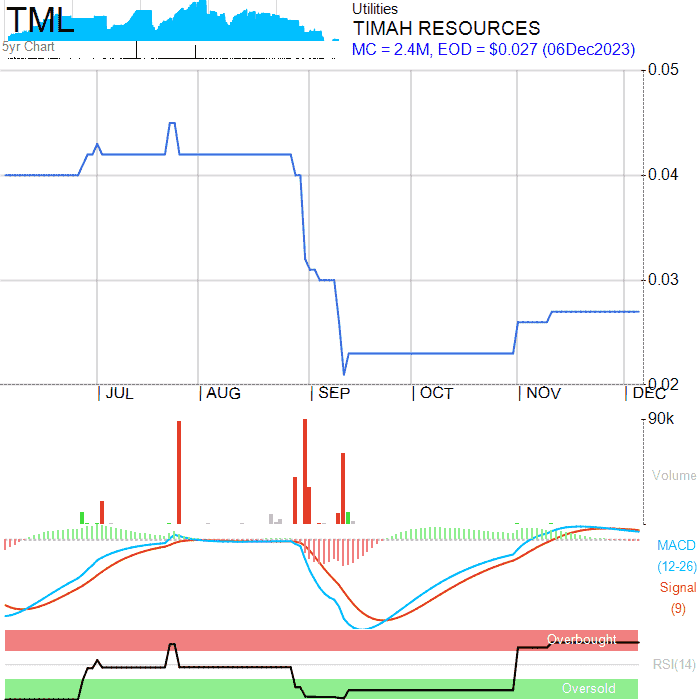 TML
5yr Chart
Utilities
TIMAH RESOURCES
MC = 2.4M, EOD = $0.027 (06Dec2023)
0.05
0.04
0.03
0.02
JUL AUG SEP OCT NOV DEC
90k
Volume
MACD
(12-26)
Signal
(9)
Overbought
RSI(14)
Oversold